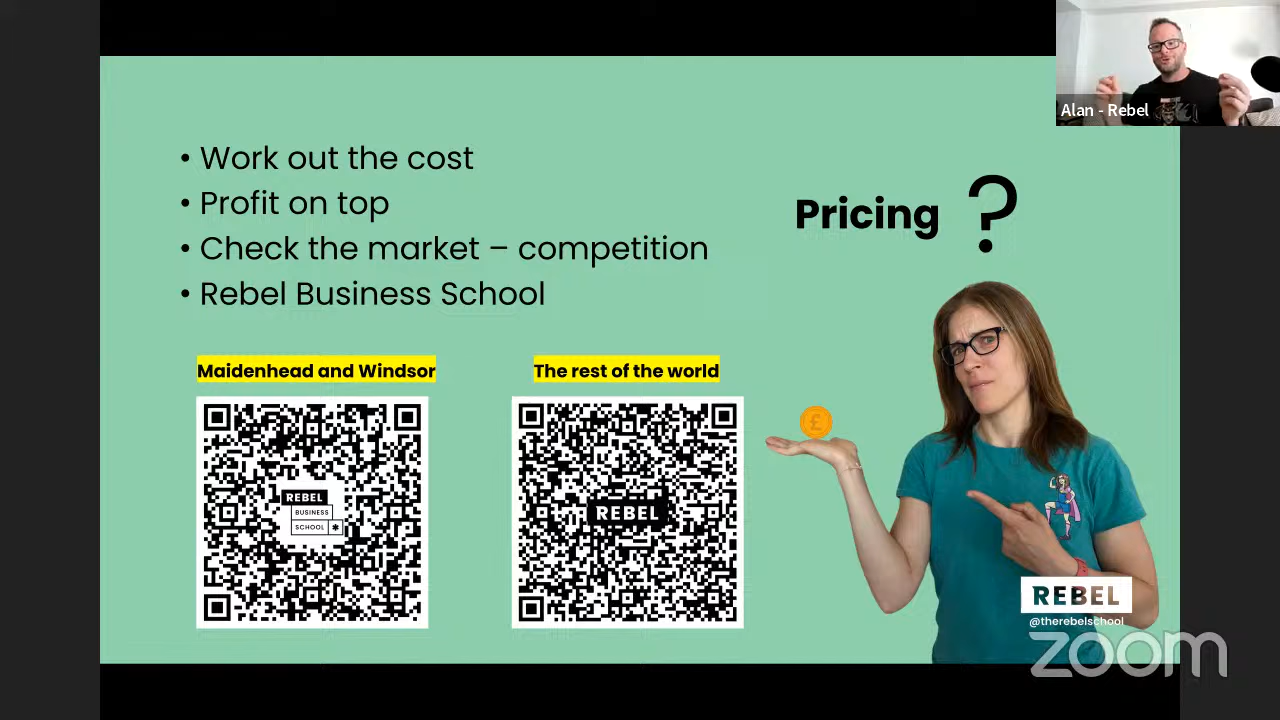 Alan - Rebel
• Work out the cost
• Profit on top
• Check the market – competition
• Rebel Business School
Pricing ?
Maidenhead and Windsor
The rest of the world
REBEL
BUSINESS
SCHOOL *
REBEL
£
REBEL
@therebelschool
zoom